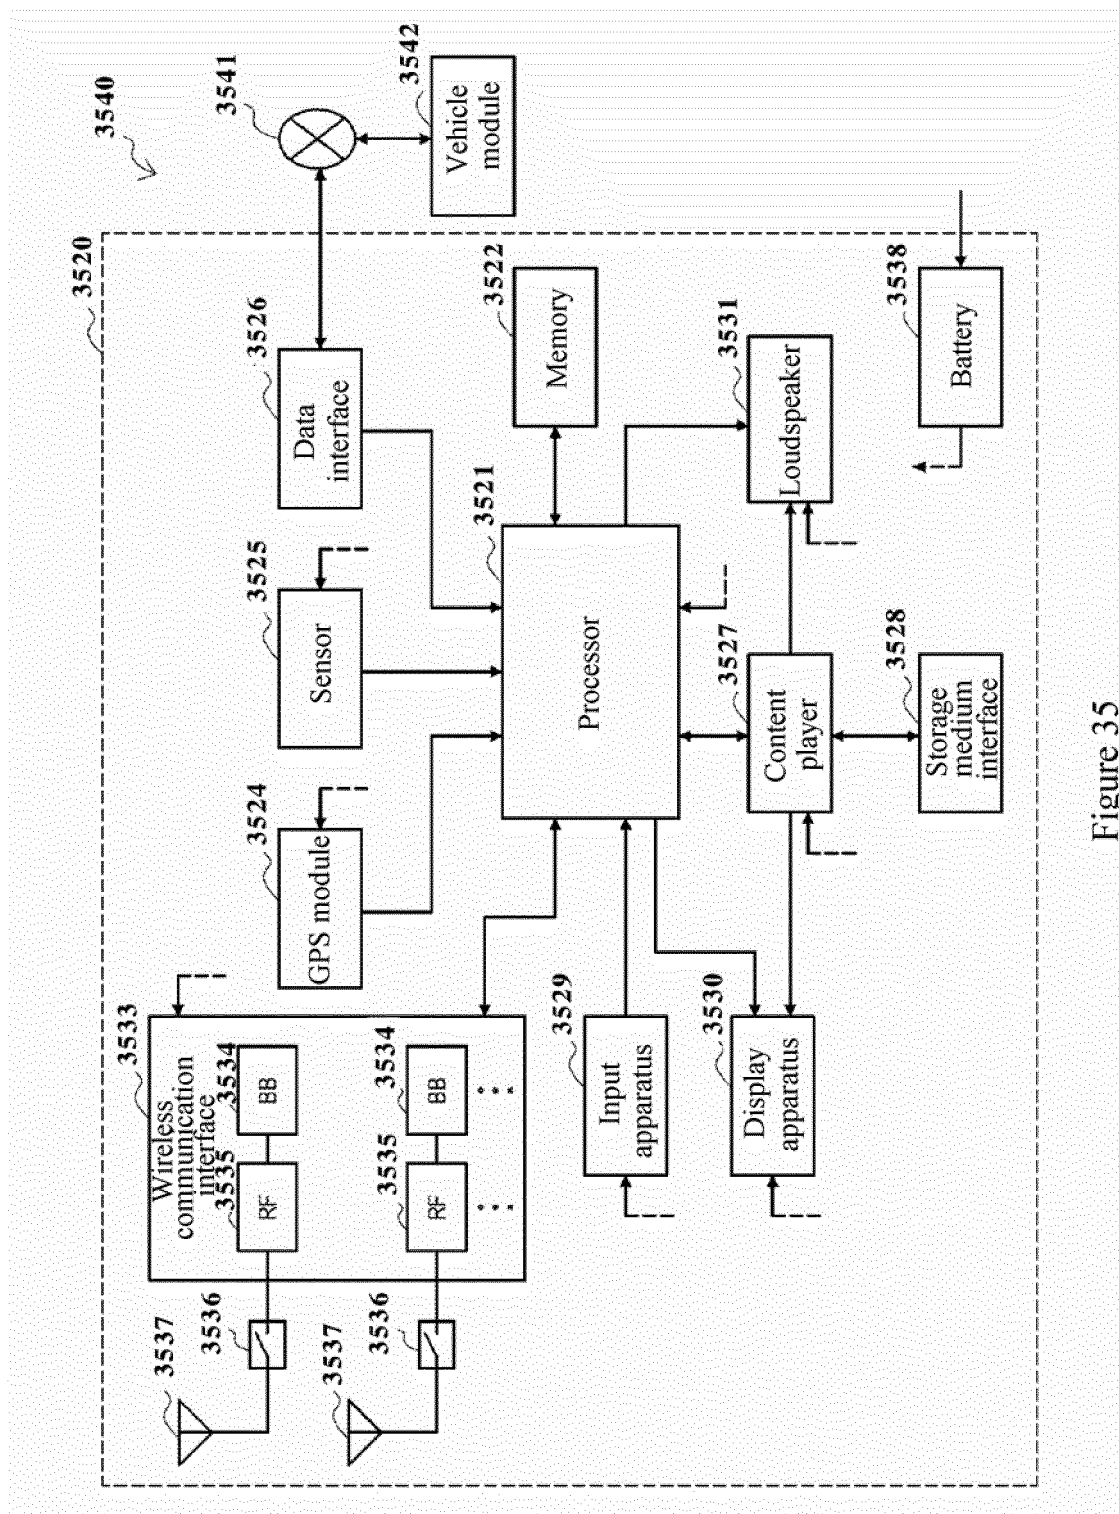 3540
3541
3542
Vehicle
module
3520
3526
Data
interface
3522
Memory
3531
Loudspeaker
3538
Battery
3525
Sensor
3521
Processor
3527
Content
player
3528
Storage
medium
interface
3524
GPS module
3533
Wireless
communication
interface
3534
BB
3535
RF
3534
BB
3535
RF
3529
Input
apparatus
3530
Display
apparatus
3536
3537
3536
3537
Figure 35